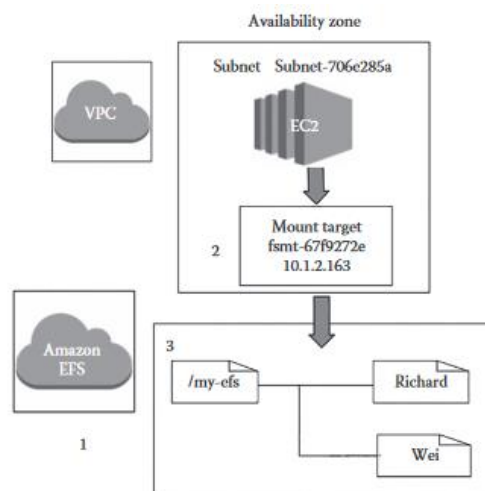 Availability zone
Subnet Subnet-706e285a
VPC
EC2
Mount target
fsmt-67f9272e
10.1.2.163
2
Amazon
EFS
1
3
/my-efs
Richard
Wei